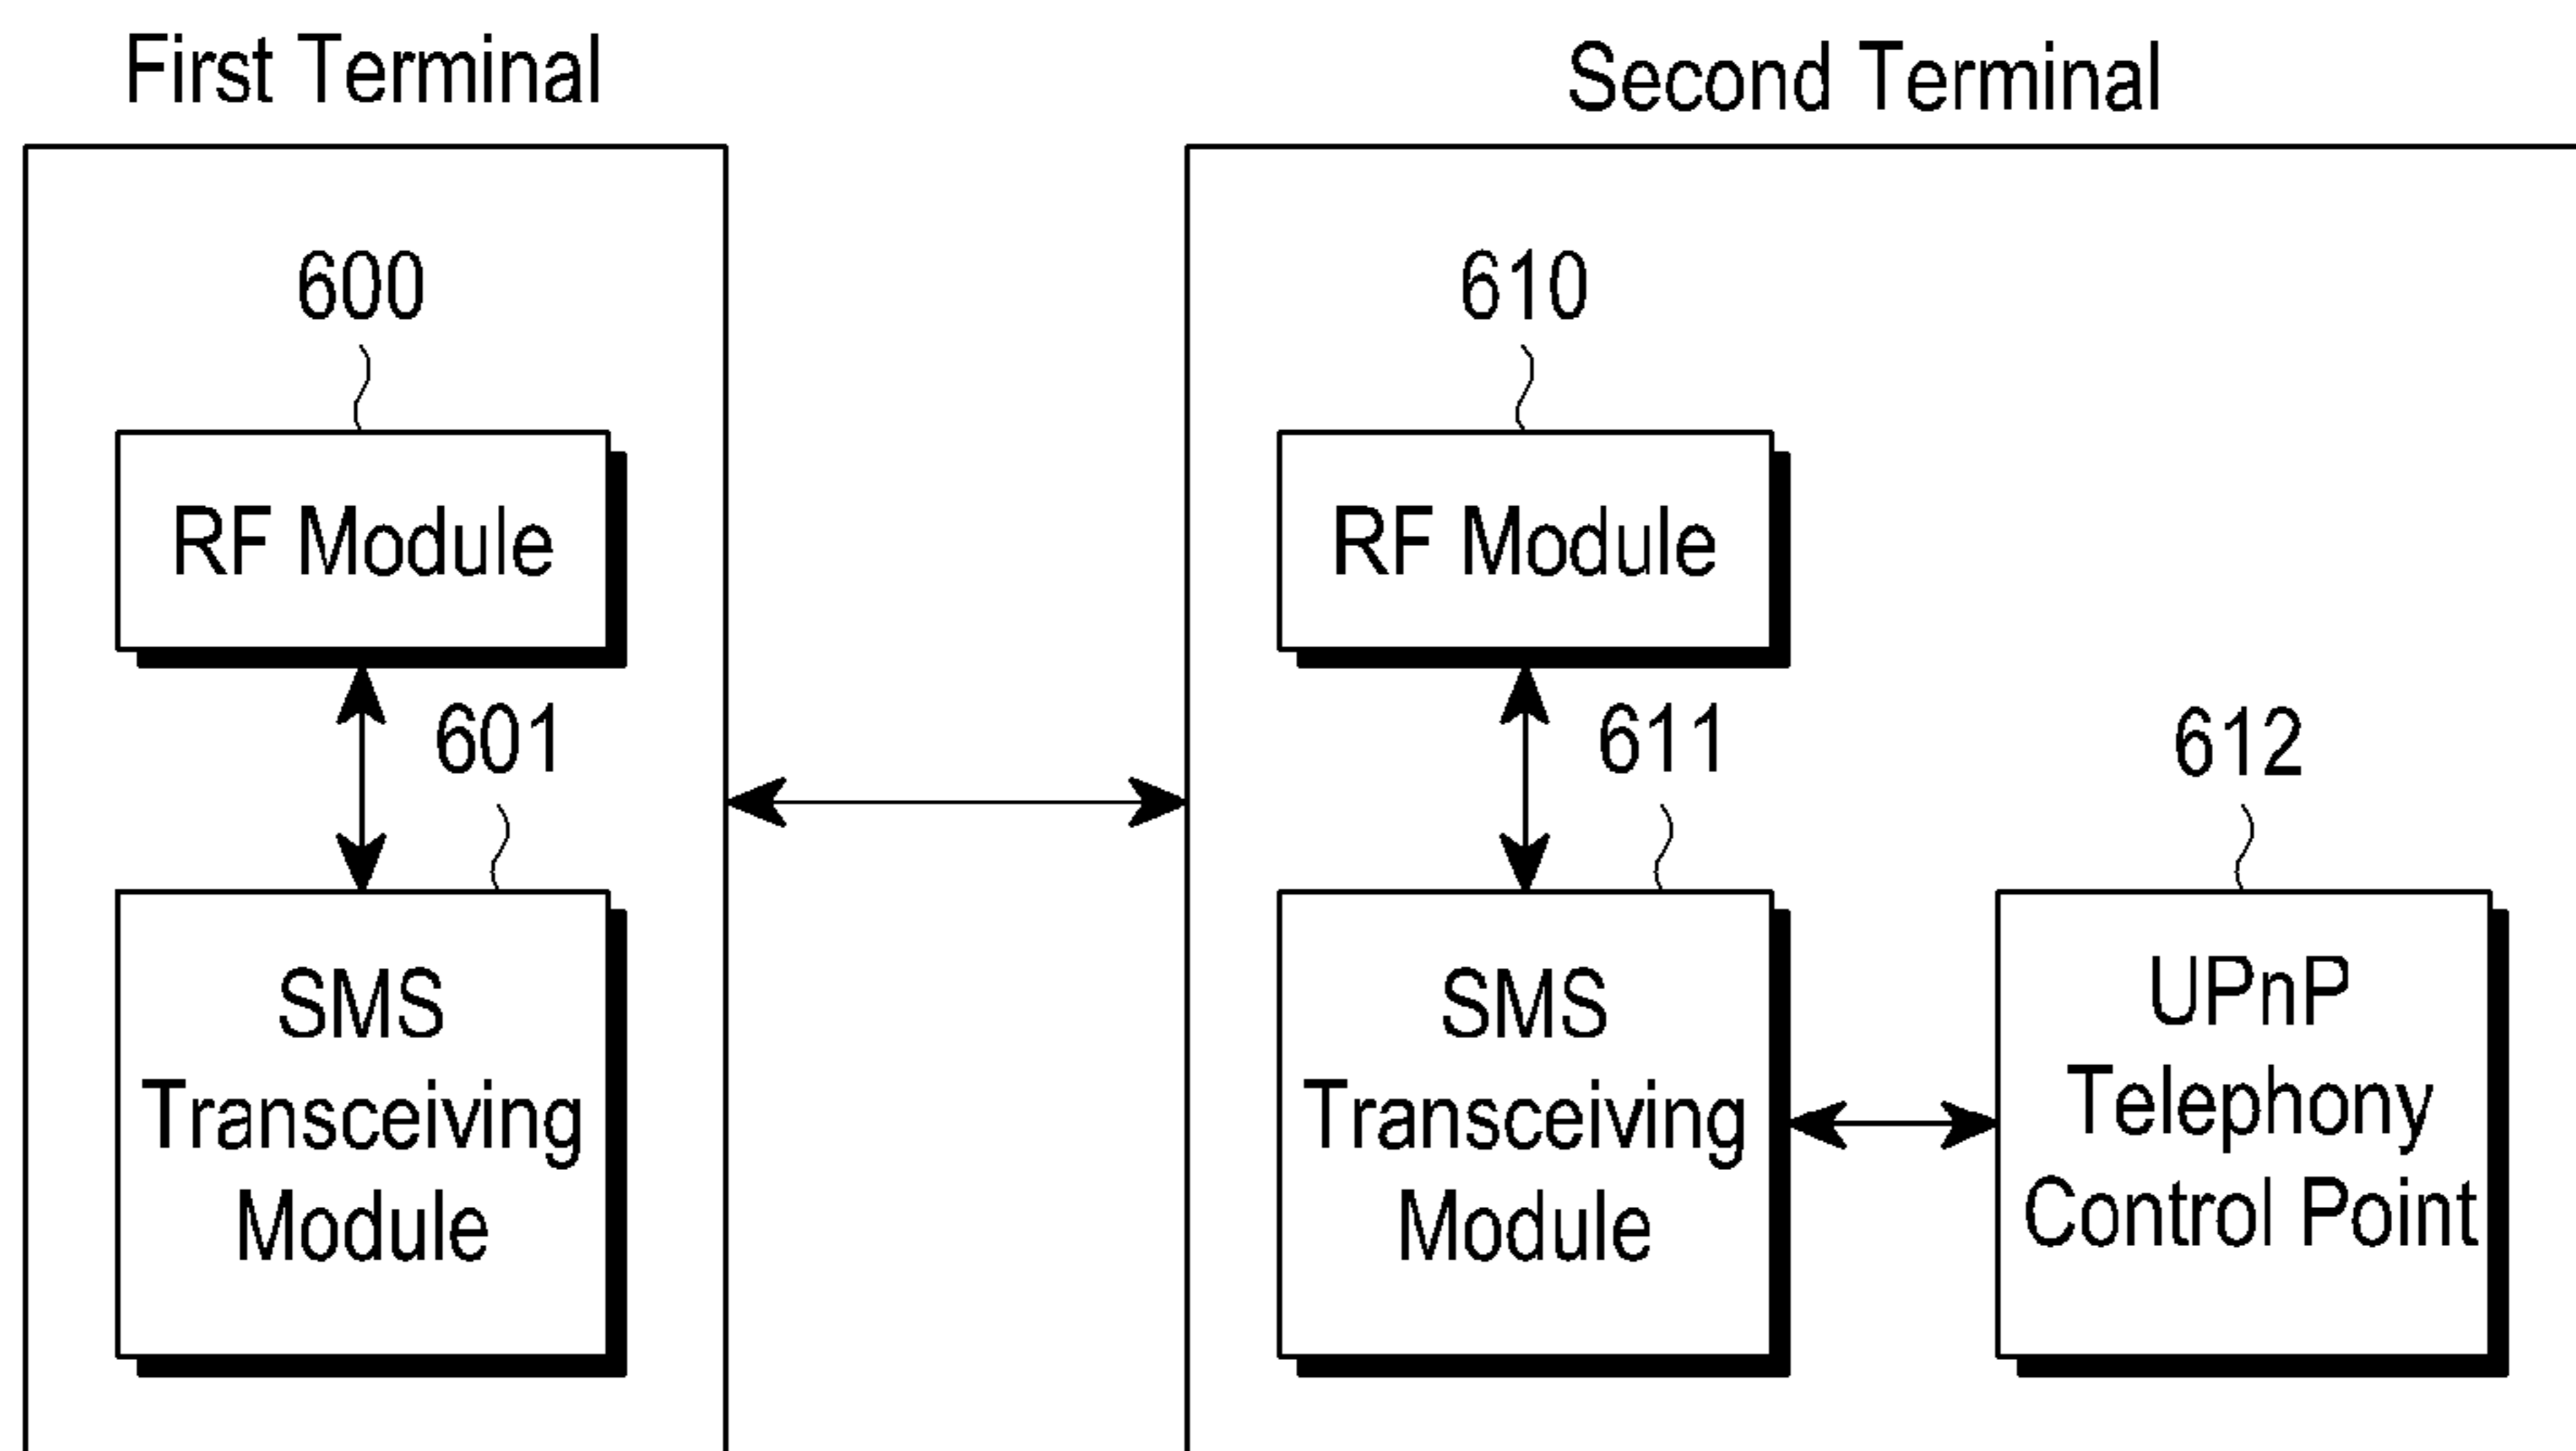 First Terminal
600
RF Module
601
SMS
Transceiving
Module
Second Terminal
610
RF Module
611
SMS
Transceiving
Module
612
UPnP
Telephony
Control Point